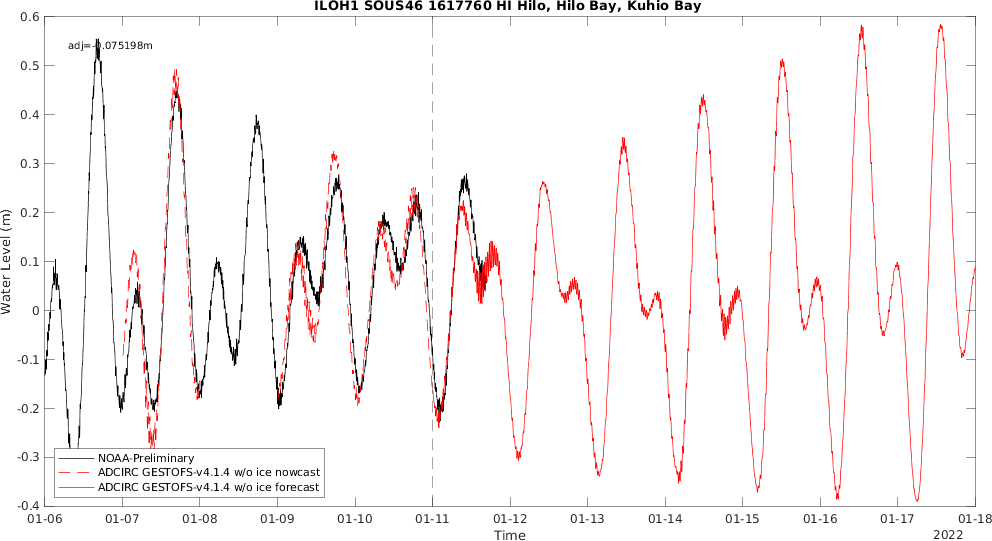 ILOH1 SOUS46 1617760 HI Hilo, Hilo Bay, Kuhio Bay
adj=-0.075198m
0.6
0.5
0.4
0.3
0.2
0.1
0
-0.1
-0.2
-0.3
-0.4
Water Level (m)
NOAA-Preliminary
ADCIRC GESTOFS-v4.1.4 w/o ice nowcast
ADCIRC GESTOFS-v4.1.4 w/o ice forecast
01-06 01-07 01-08 01-09 01-10 01-11 01-12 01-13 01-14 01-15 01-16 01-17 01-18
Time
2022